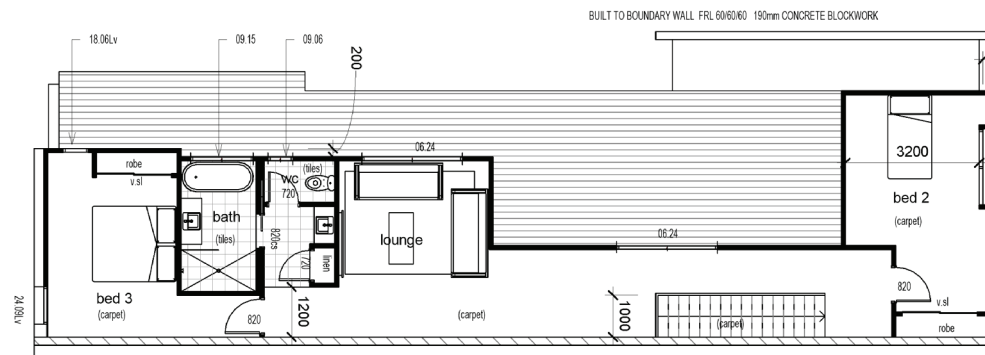 BUILT TO BOUNDARY WALL FRL 60/60/60 190mm CONCRETE BLOCKWORK
18.06Lv
09.15
09.06
200
06.24
robe
v.sl
(tiles)
WC
720
3200
bed 2
(carpet)
bath
(tiles)
820cs
lounge
06.24
720
linen
bed 3
(carpet)
24.09Lv
820
1200
(carpet)
1000
(carpet)
820
v.sl
robe